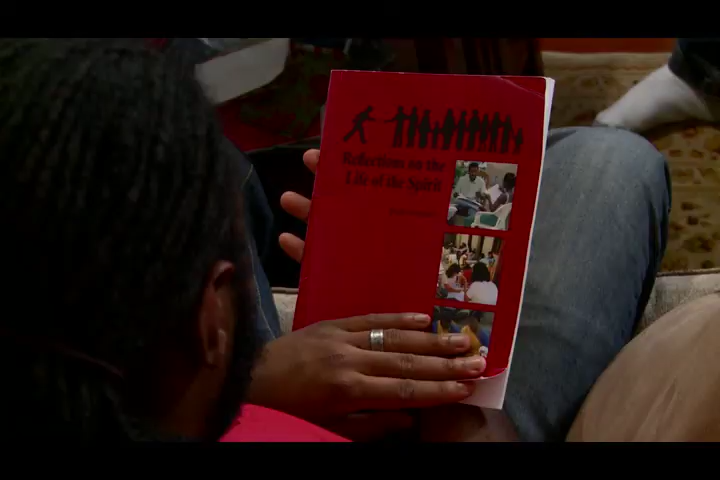 Reflections on the
Life of the Spirit